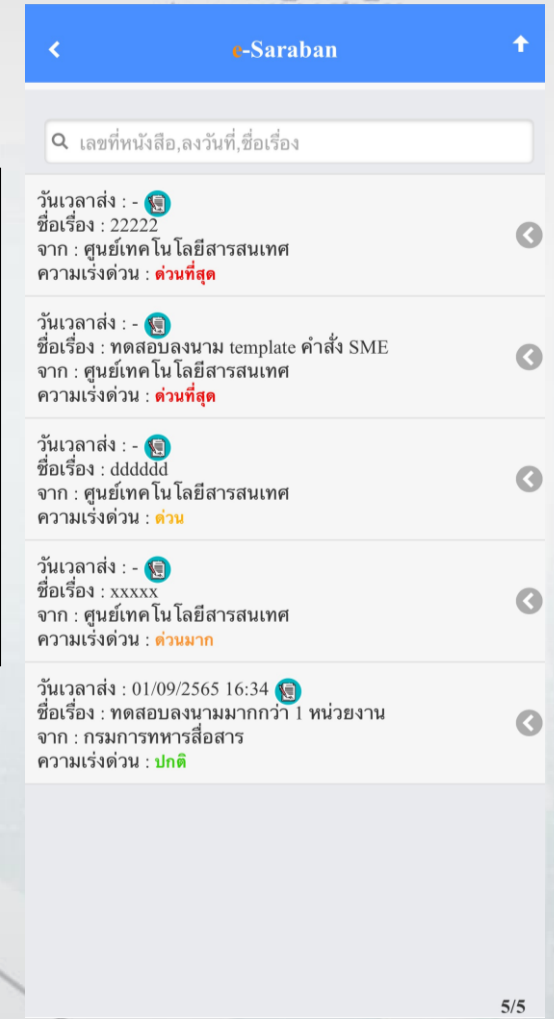 e-Saraban
เลขที่หนังสือ,ลงวันที่,ชื่อเรื่อง
วันเวลาส่ง : -
ชื่อเรื่อง : 22222
จาก : ศูนย์เทคโนโลยีสารสนเทศ
ความเร่งด่วน : ด่วนที่สุด
วันเวลาส่ง : -
ชื่อเรื่อง : ทดสอบลงนาม template คำสั่ง SME
จาก : ศูนย์เทคโนโลยีสารสนเทศ
ความเร่งด่วน : ด่วนที่สุด
วันเวลาส่ง : -
ชื่อเรื่อง : dddddd
จาก : ศูนย์เทคโนโลยีสารสนเทศ
ความเร่งด่วน : ด่วน
วันเวลาส่ง : -
ชื่อเรื่อง : xxxxx
จาก : ศูนย์เทคโนโลยีสารสนเทศ
ความเร่งด่วน : ด่วนมาก
วันเวลาส่ง : 01/09/2565 16:34
ชื่อเรื่อง : ทดสอบลงนามมากกว่า 1 หน่วยงาน
จาก : กรมการทหารสื่อสาร
ความเร่งด่วน : ปกติ
5/5